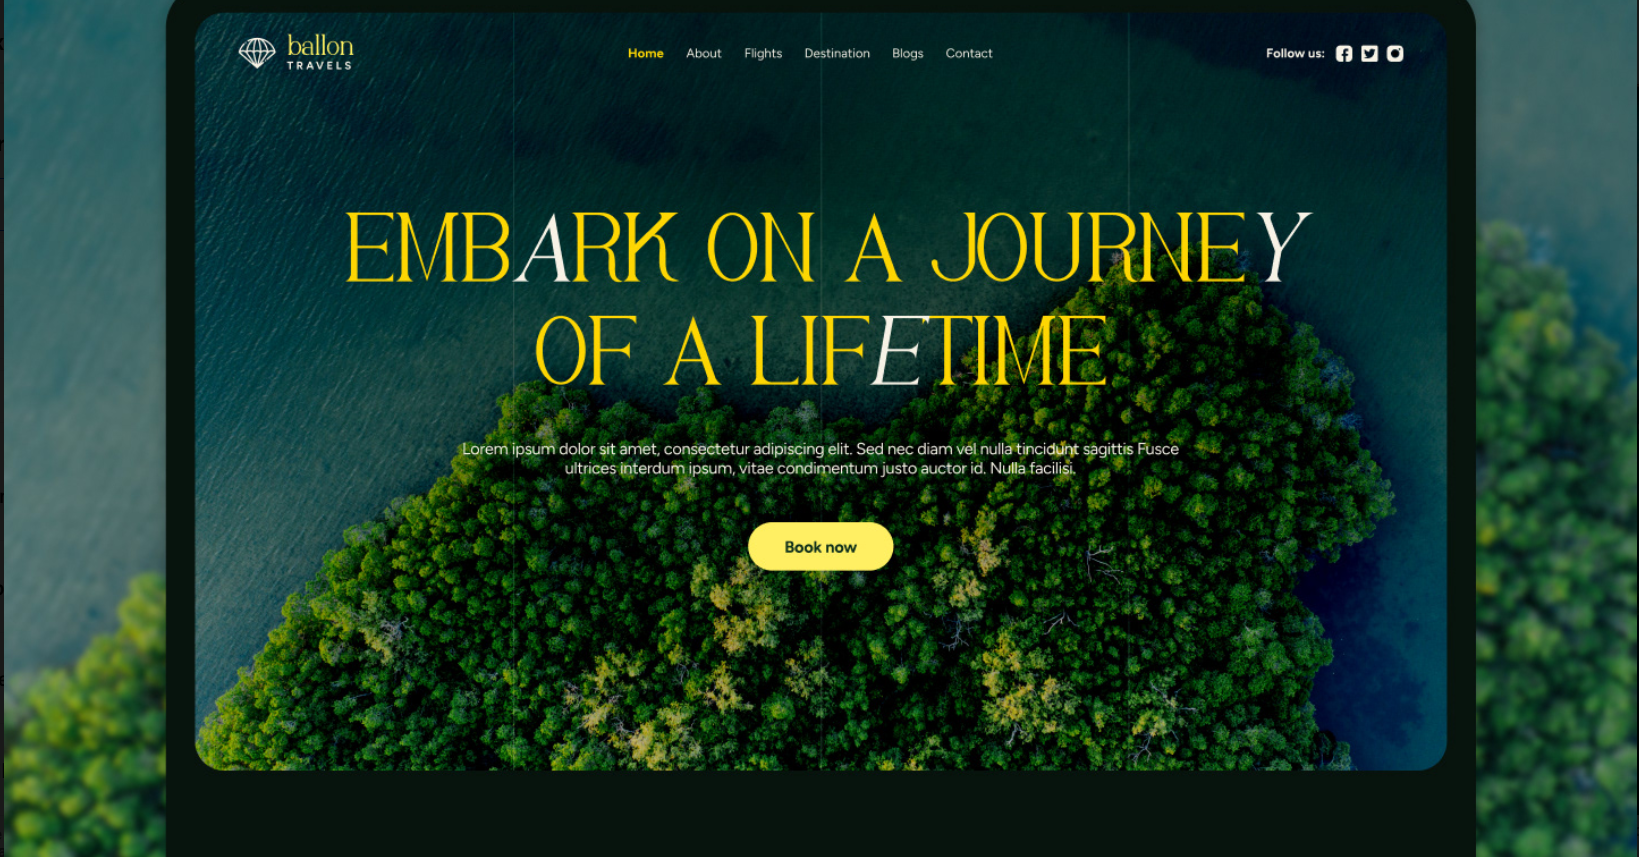 ballon
TRAVELS
Home About Flights Destination Blogs Contact
Follow us:
EMBARK ON A JOURNEY
OF A LIFETIME
Lorem ipsum dolor sit amet, consectetur adipiscing elit. Sed nec diam vel nulla tincidunt sagittis Fusce
ultrices interdum ipsum, vitae condimentum justo auctor id. Nulla facilisi.
Book now